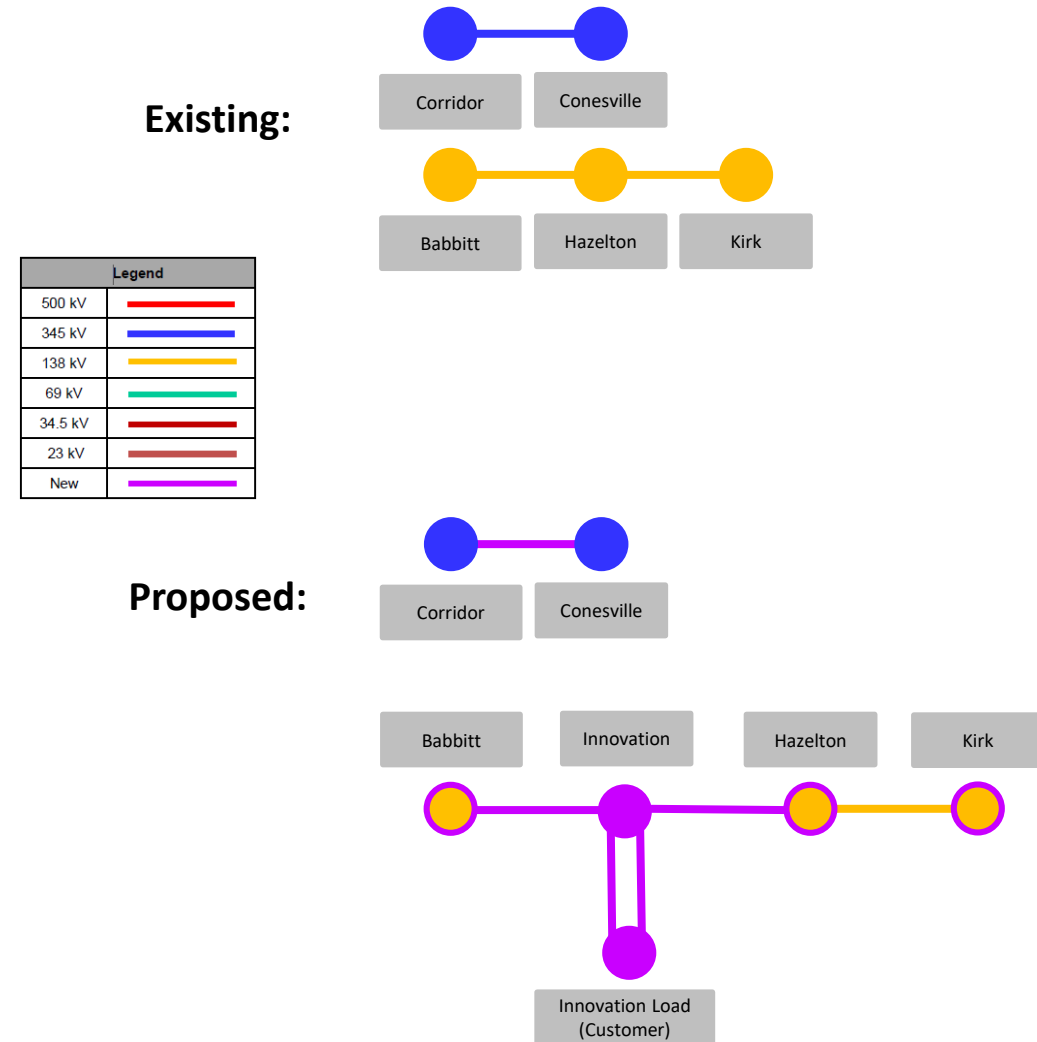 Existing:
Corridor
Conesville
Babbitt
Hazelton
Kirk
Legend
500 kV
345 kV
138 kV
69 kV
34.5 kV
23 kV
New
Proposed:
Corridor
Conesville
Babbitt
Innovation
Hazelton
Kirk
Innovation Load
(Customer)